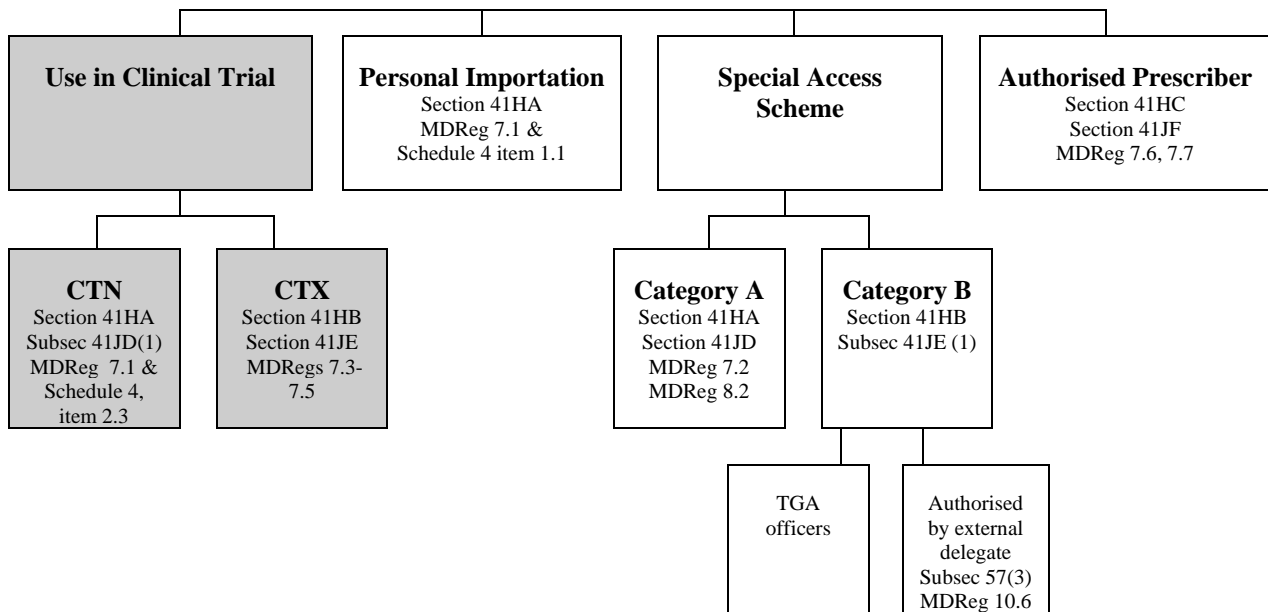 Use in Clinical Trial
Personal Importation
Section 41HA
MDReg 7.1 &
Schedule 4 item 1.1
Special Access
Scheme
Authorised Prescriber
Section 41HC
Section 41JF
MDReg 7.6, 7.7
CTN
Section 41HA
Subsec 41JD(1)
MDReg 7.1 &
Schedule 4,
item 2.3
CTX
Section 41HB
Section 41JE
MDRegs 7.3-
7.5
Category A
Section 41HA
Section 41JD
MDReg 7.2
MDReg 8.2
Category B
Section 41HB
Subsec 41JE (1)
TGA
officers
Authorised
by external
delegate
Subsec 57(3)
MDReg 10.6